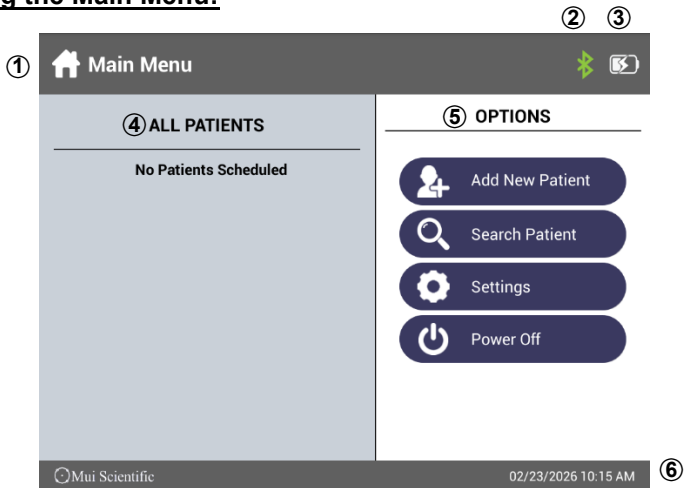 g the Main Menu:
② ③
① Main Menu
④ ALL PATIENTS
No Patients Scheduled
⑤ OPTIONS
Add New Patient
Search Patient
Settings
Power Off
Mui Scientific
02/23/2026 10:15 AM ⑥